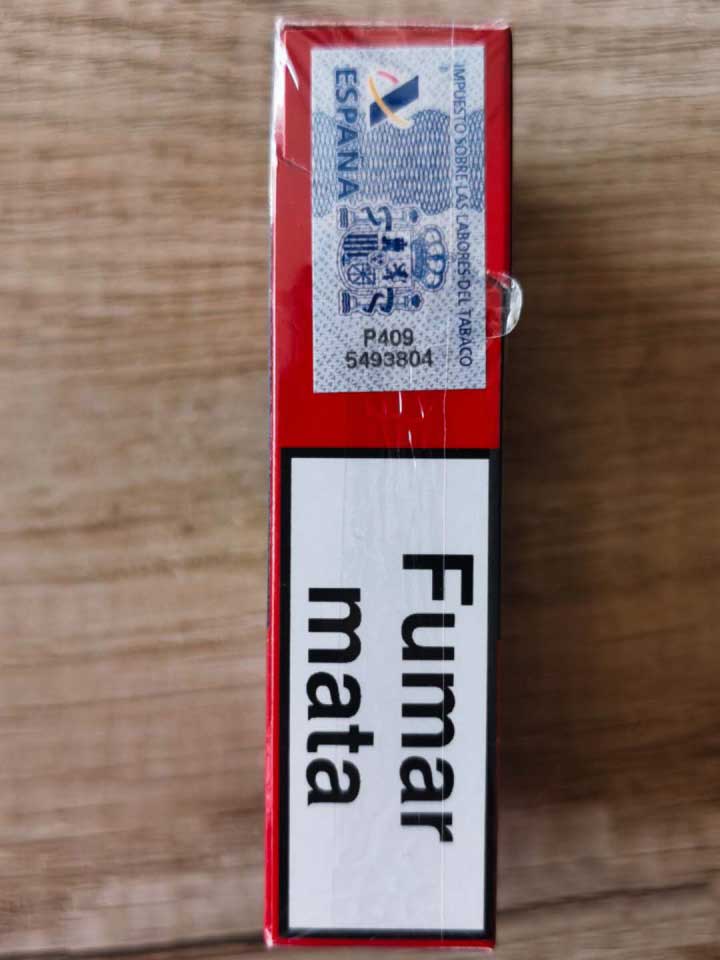 IMPUESTO SOBRE LAS LABORES DEL TABACO
ESPAÑA
P409
5493804
Fumar
mata